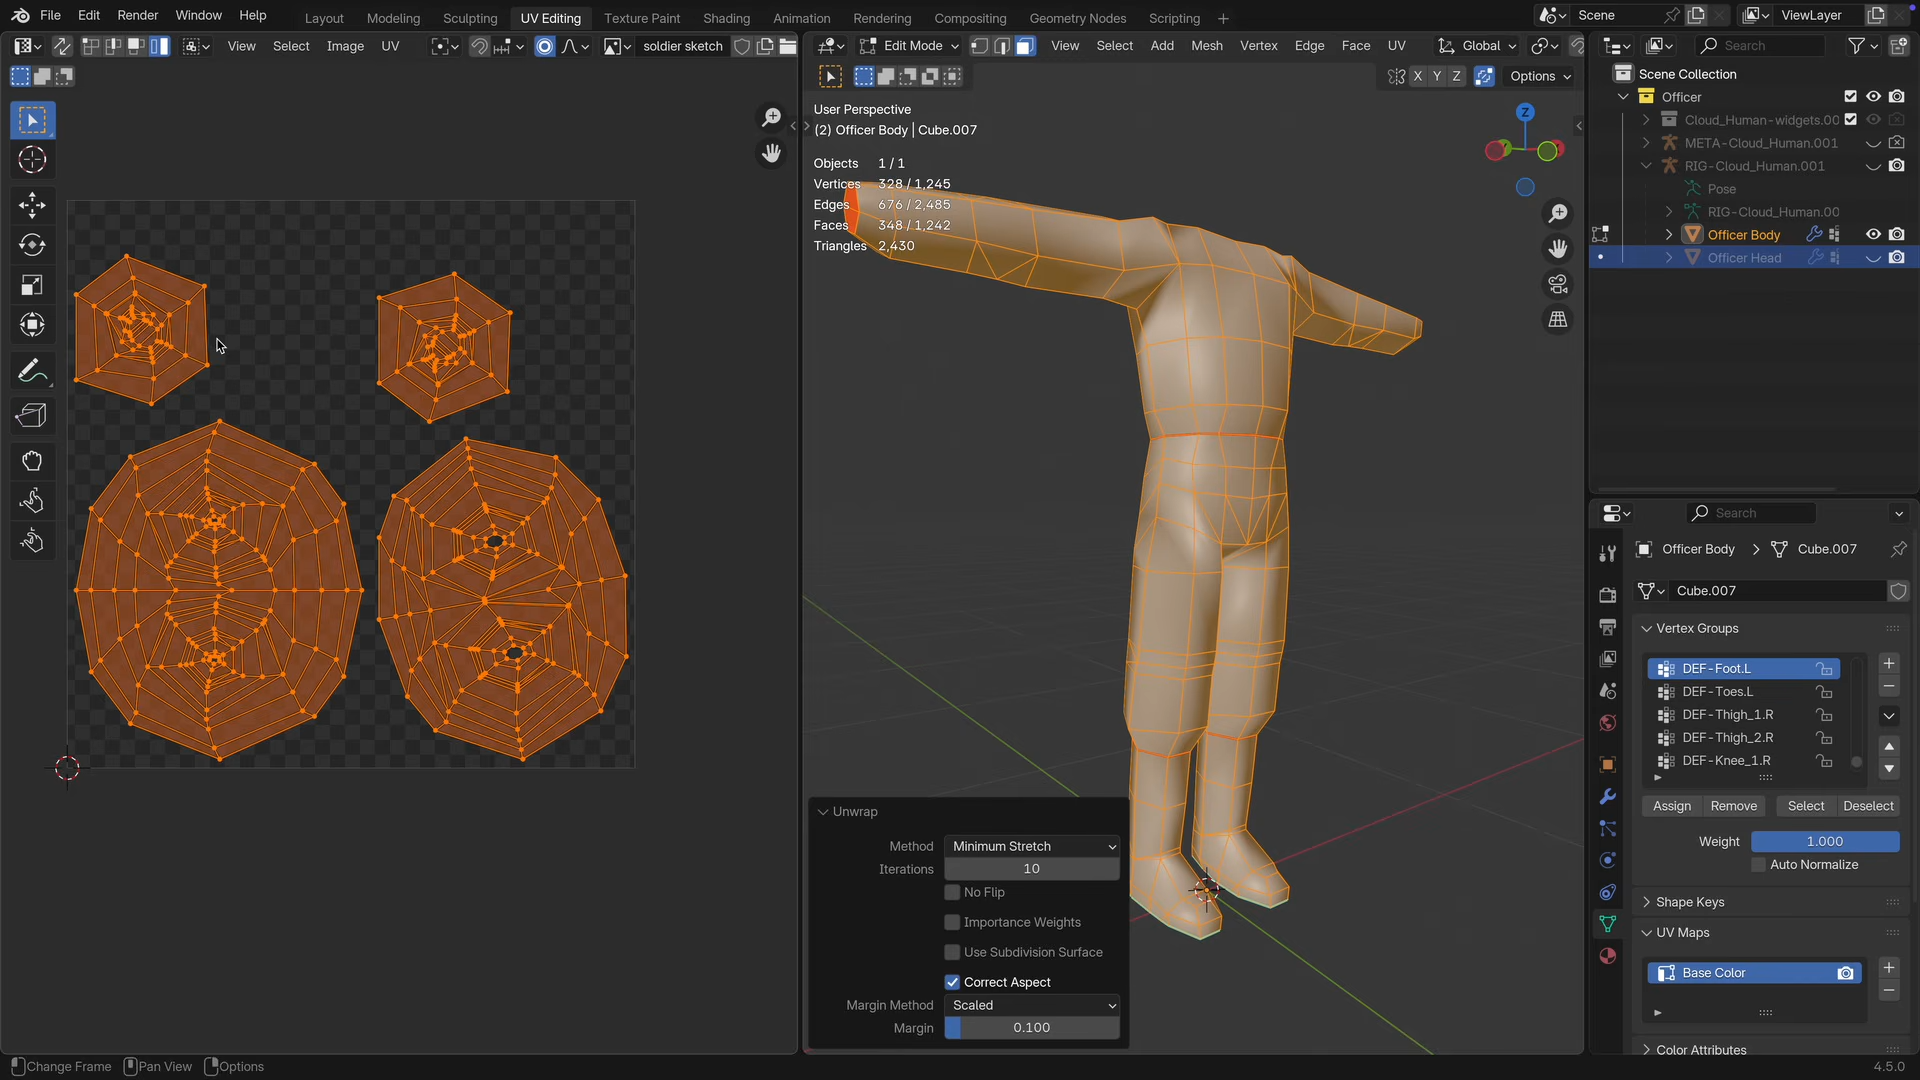 File Edit Render Window Help Layout Modeling Sculpting UV Editing Texture Paint Shading Animation Rendering Compositing Geometry Nodes Scripting + Scene ViewLayer
View Select Image UV soldier sketch
Edit Mode View Select Add Mesh Vertex Edge Face UV Global
Search
X Y Z Options
Scene Collection
Officer
Cloud_Human-widgets.00
META-Cloud_Human.001
RIG-Cloud_Human.001
Pose
RIG-Cloud_Human.00
Officer Body
Officer Head
User Perspective
(2) Officer Body | Cube.007
Objects 1 / 1
Vertices 328 / 1,245
Edges 676 / 2,485
Faces 348 / 1,242
Triangles 2,430
Z
Unwrap
Method Minimum Stretch
Iterations 10
No Flip
Importance Weights
Use Subdivision Surface
Correct Aspect
Margin Method Scaled
Margin 0.100
Search
Officer Body > Cube.007
Cube.007
Vertex Groups
DEF-Foot.L
DEF-Toes.L
DEF-Thigh_1.R
DEF-Thigh_2.R
DEF-Knee_1.R
Assign Remove Select Deselect
Weight 1.000
Auto Normalize
Shape Keys
UV Maps
Base Color
Color Attributes
Change Frame Pan View Options 4.5.0